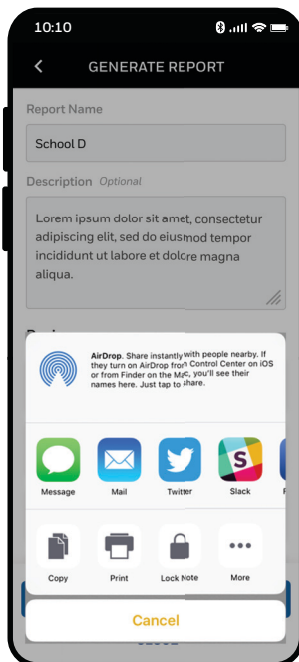 10:10
GENERATE REPORT
Report Name
School D
Description Optional
Lorem ipsum dolor sit amet, consectetur
adipiscing elit, sed do eiusmod tempor
incididunt ut labore et dolore magna
aliqua.
AirDrop. Share instantly with people nearby. If
they turn on AirDrop from Control Center on iOS
or from Finder on the Mac, you'll see their
names here. Just tap to share.
S
Message Mail Twitter Slack
Copy Print Lock Note More
Cancel